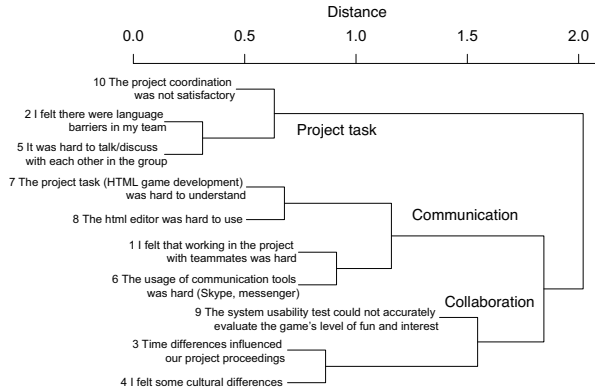 Distance
0.0 0.5 1.0 1.5 2.0
10 The project coordination
was not satisfactory
2 I felt there were language
barriers in my team
Project task
5 It was hard to talk/discuss
with each other in the group
7 The project task (HTML game development)
was hard to understand
8 The html editor was hard to use
Communication
1 I felt that working in the project
with teammates was hard
6 The usage of communication tools
was hard (Skype, messenger)
Collaboration
9 The system usability test could not accurately
evaluate the game's level of fun and interest
3 Time differences influenced
our project proceedings
4 I felt some cultural differences